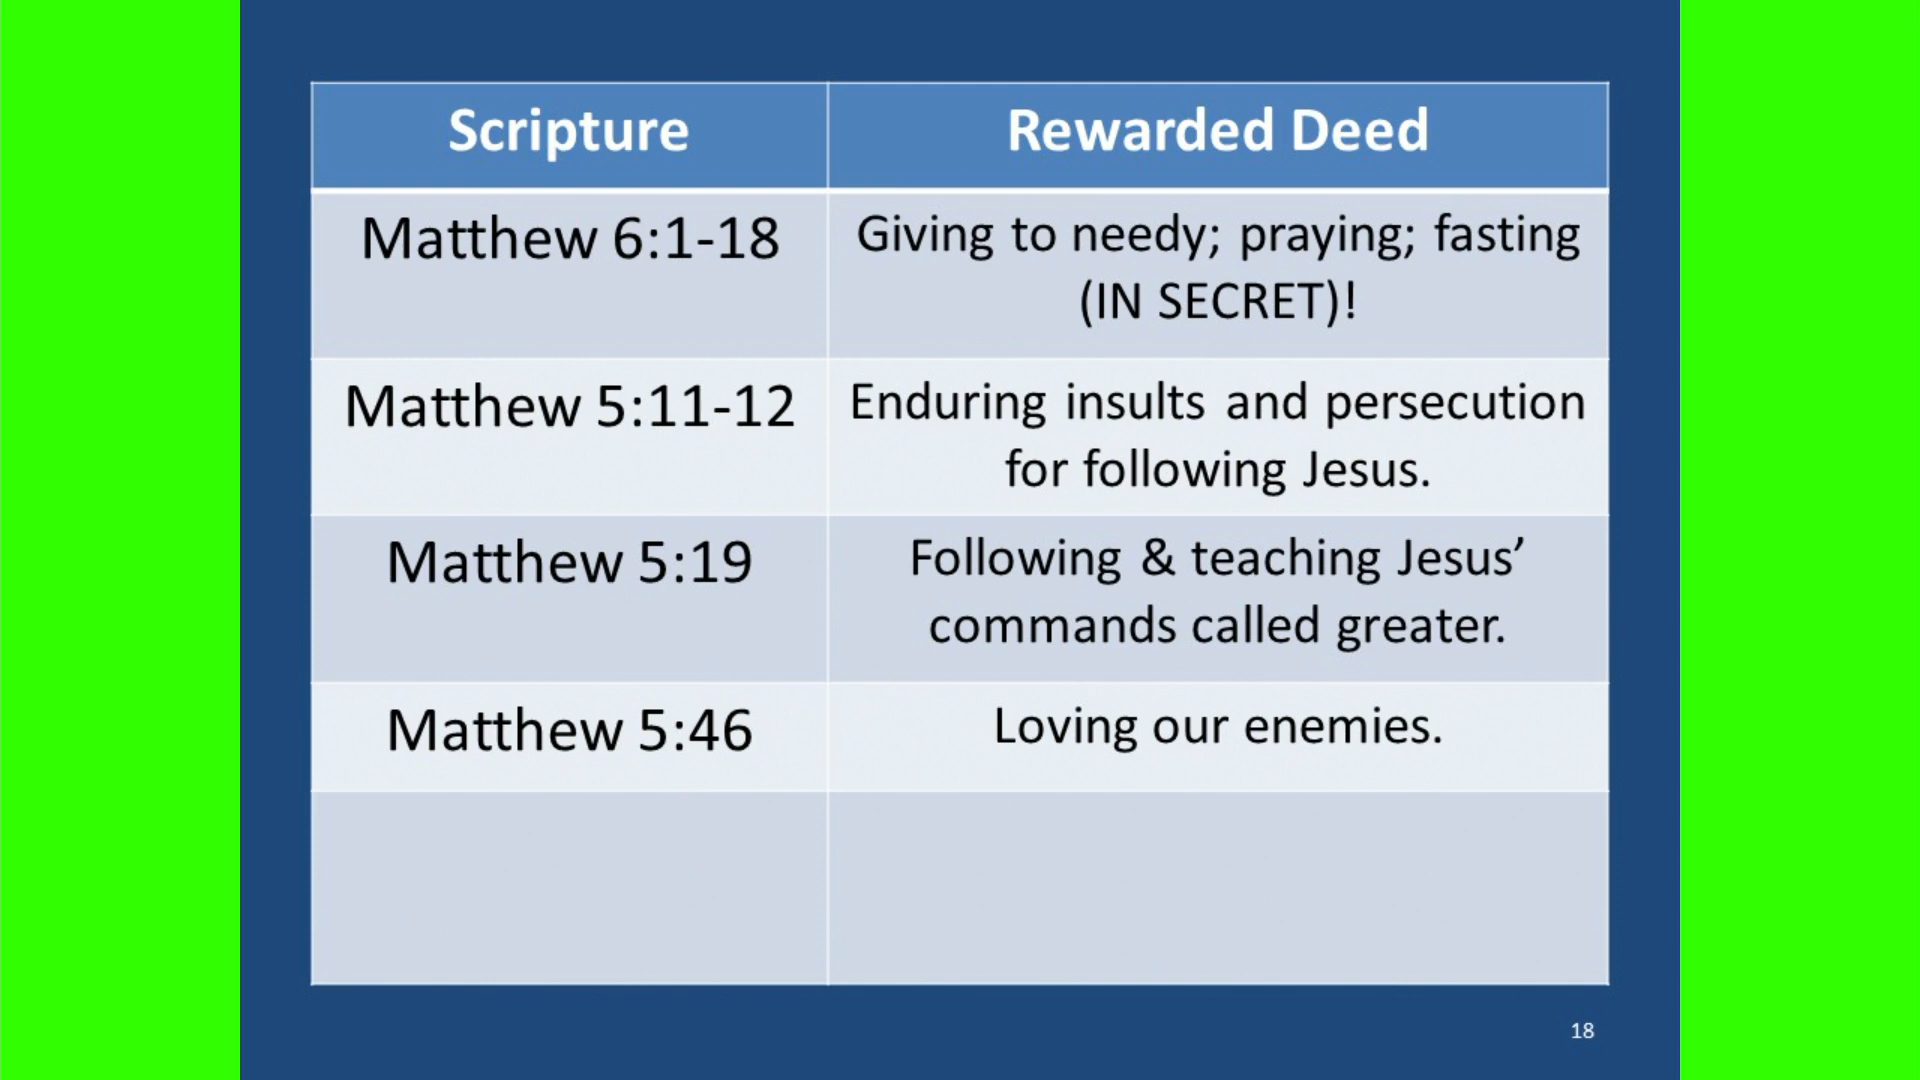 Scripture
Rewarded Deed
Matthew 6:1-18
Giving to needy; praying; fasting
(IN SECRET)!
Matthew 5:11-12
Enduring insults and persecution
for following Jesus.
Matthew 5:19
Following & teaching Jesus’
commands called greater.
Matthew 5:46
Loving our enemies.
18